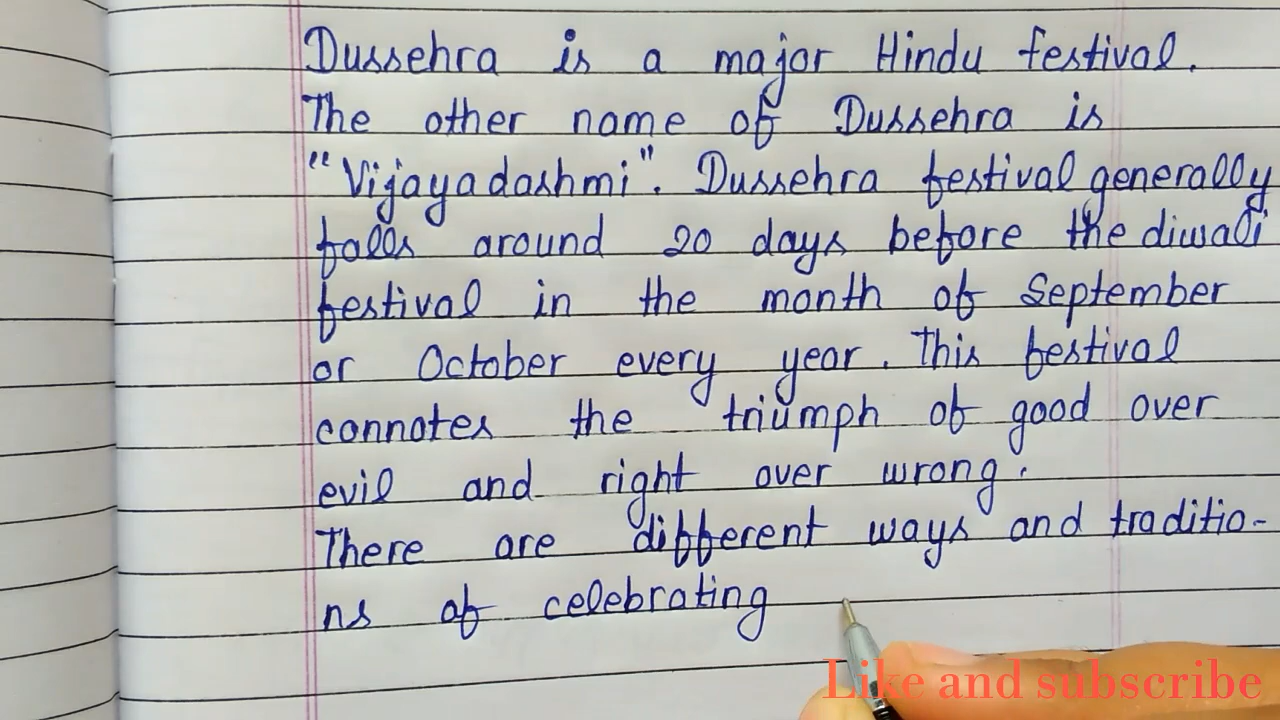 Dussehra is a major Hindu festival.
The other name of Dussehra is
"Vijayadashmi". Dussehra festival generally
falls around 20 days before the diwali
festival in the month of September
or October every year. This festival
connotes the triumph of good over
evil and right over wrong.
There are different ways and traditio-
ns of celebrating
Like and subscribe